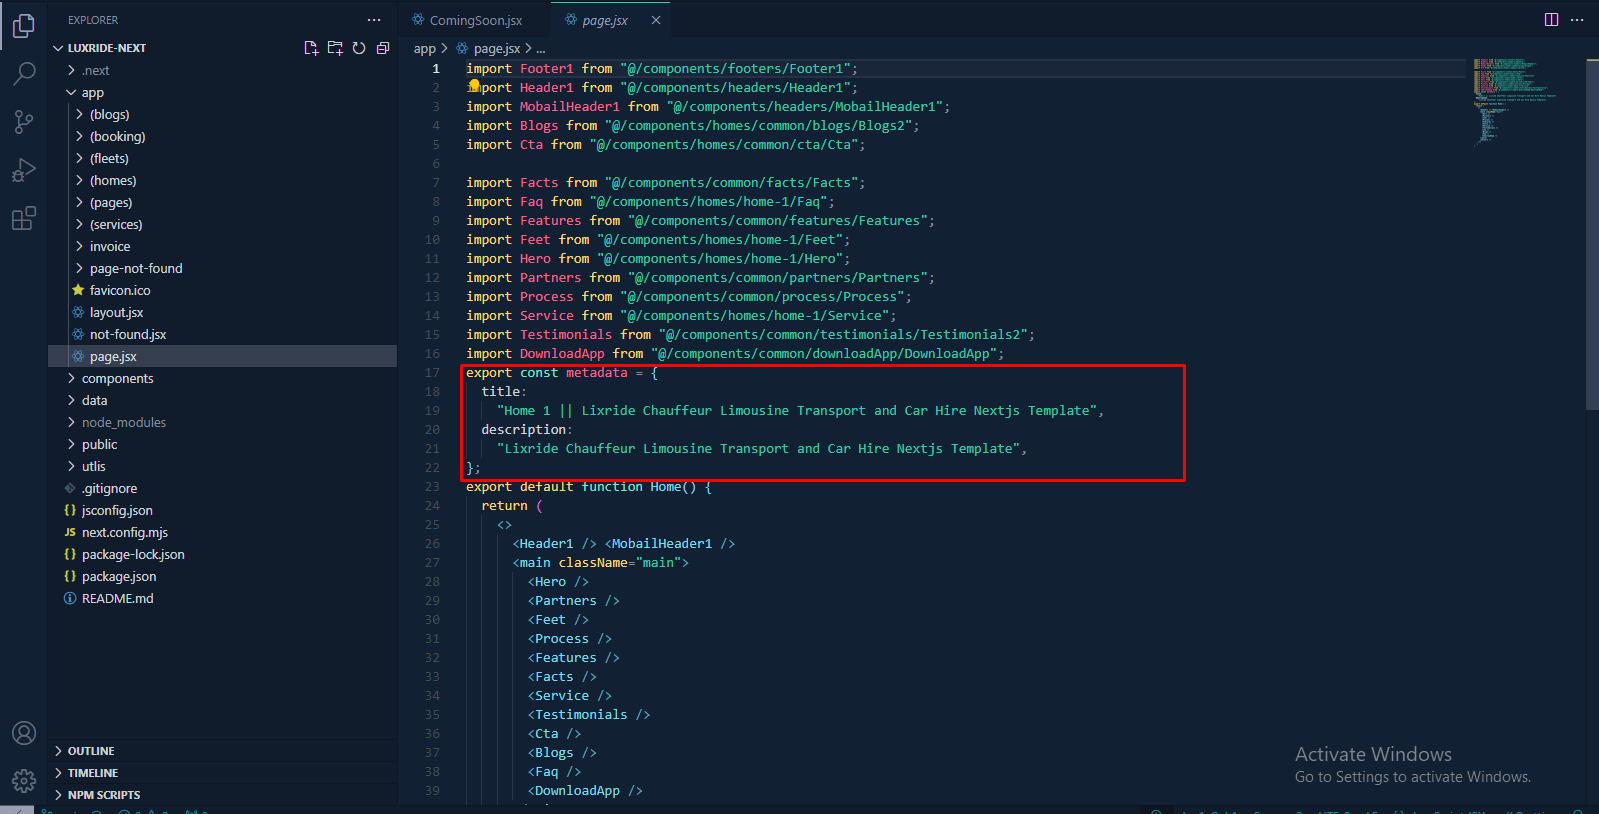 EXPLORER
LUXRIDE-NEXT
.next
app
(blogs)
(booking)
(fleets)
(homes)
(pages)
(services)
invoice
page-not-found
favicon.ico
layout.jsx
not-found.jsx
page.jsx
components
data
node_modules
public
utlis
.gitignore
{} jsconfig.json
JS next.config.mjs
{} package-lock.json
{} package.json
README.md
OUTLINE
TIMELINE
NPM SCRIPTS
ComingSoon.jsx page.jsx
app > page.jsx > ...
1 import Footer1 from "@/components/footers/Footer1";
2 import Header1 from "@/components/headers/Header1";
3 import MobailHeader1 from "@/components/headers/MobailHeader1";
4 import Blogs from "@/components/homes/common/blogs/Blogs2";
5 import Cta from "@/components/homes/common/cta/Cta";
6
7 import Facts from "@/components/common/facts/Facts";
8 import Faq from "@/components/homes/home-1/Faq";
9 import Features from "@/components/common/features/Features";
10 import Feet from "@/components/homes/home-1/Feet";
11 import Hero from "@/components/homes/home-1/Hero";
12 import Partners from "@/components/common/partners/Partners";
13 import Process from "@/components/common/process/Process";
14 import Service from "@/components/homes/home-1/Service";
15 import Testimonials from "@/components/common/testimonials/Testimonials2";
16 import DownloadApp from "@/components/common/downloadApp/DownloadApp";
17 export const metadata = {
18 title:
19 "Home 1 || Lixride Chauffeur Limousine Transport and Car Hire Nextjs Template",
20 description:
21 "Lixride Chauffeur Limousine Transport and Car Hire Nextjs Template",
22 };
23 export default function Home() {
24 return (
25 <>
26 <Header1 /> <MobailHeader1 />
27 <main className="main">
28 <Hero />
29 <Partners />
30 <Feet />
31 <Process />
32 <Features />
33 <Facts />
34 <Service />
35 <Testimonials />
36 <Cta />
37 <Blogs />
38 <Faq />
39 <DownloadApp />
Activate Windows
Go to Settings to activate Windows.